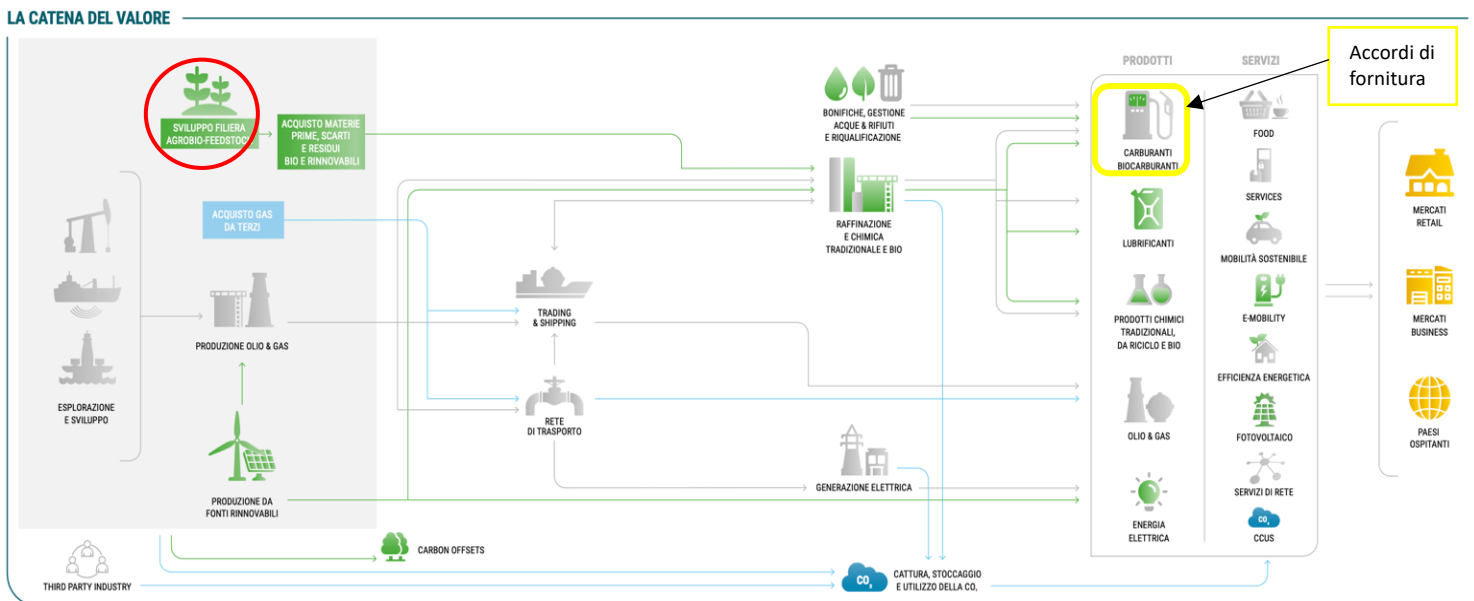 LA CATENA DEL VALORE
SVILUPPO FILIERA
AGROBIO-FEEDSTOC
ACQUISTO MATERIE
PRIME, SCARTI
E RESIDUI
BIO E RINNOVABILI
ACQUISTO GAS
DA TERZI
PRODUZIONE OLIO & GAS
ESPLORAZIONE
E SVILUPPO
PRODUZIONE DA
FONTI RINNOVABILI
THIRD PARTY INDUSTRY
CARBON OFFSETS
TRADING
& SHIPPING
RETE
DI TRASPORTO
BONIFICHE, GESTIONE
ACQUE & RIFIUTI
E RIQUALIFICAZIONE
RAFFINAZIONE
E CHIMICA
TRADIZIONALE E BIO
GENERAZIONE ELETTRICA
CO₂
CATTURA, STOCCAGGIO
E UTILIZZO DELLA CO₂
PRODOTTI
CARBURANTI
BIOCARBURANTI
LUBRIFICANTI
PRODOTTI CHIMICI
TRADIZIONALI,
DA RICICLO E BIO
OLIO & GAS
ENERGIA
ELETTRICA
SERVIZI
FOOD
SERVICES
MOBILITÀ SOSTENIBILE
E-MOBILITY
EFFICIENZA ENERGETICA
FOTOVOLTAICO
SERVIZI DI RETE
CO₂
CCUS
Accordi di
fornitura
MERCATI
RETAIL
MERCATI
BUSINESS
PAESI
OSPITANTI